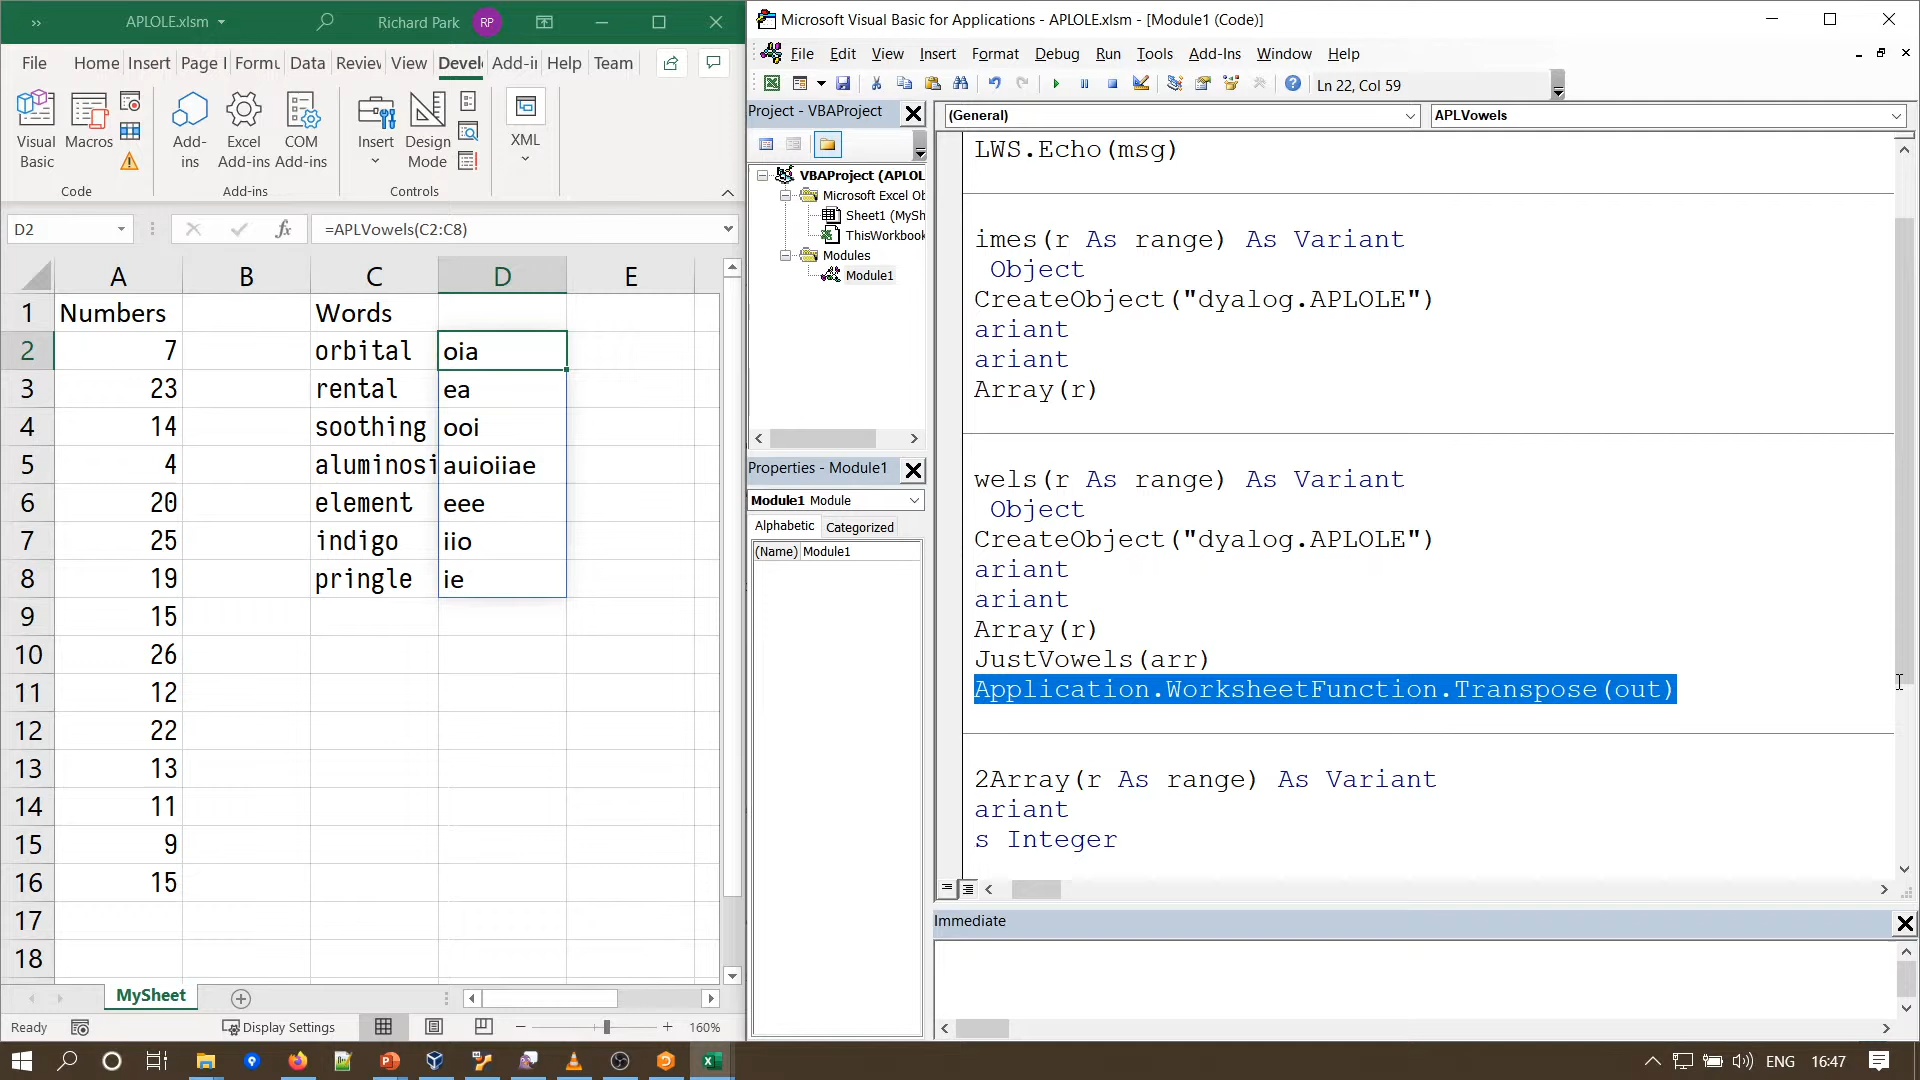 »
APLOLE.xlsm
Richard Park
RP
File
Home
Insert
Page l
Formu
Data
Reviev
View
Devel
Add-ii
Help
Team
Visual
Basic
Macros
Code
Add-
ins
Excel
Add-ins
COM
Add-ins
Add-ins
Insert
Design
Mode
Controls
XML
D2
fx
=APLVowels(C2:C8)
A
B
C
D
E
1
Numbers
Words
2
7
orbital
oia
3
23
rental
ea
4
14
soothing
ooi
5
4
aluminosi
auioiiae
6
20
element
eee
7
25
indigo
iio
8
19
pringle
ie
9
15
10
26
11
12
12
22
13
13
14
11
15
9
16
15
17
18
MySheet
Ready
Display Settings
160%
Microsoft Visual Basic for Applications - APLOLE.xlsm - [Module1 (Code)]
File
Edit
View
Insert
Format
Debug
Run
Tools
Add-Ins
Window
Help
Ln 22, Col 59
Project - VBAProject
VBAProject (APLOL
Microsoft Excel Ob
Sheet1 (MySh
ThisWorkbook
Modules
Module1
Properties - Module1
Module1 Module
Alphabetic
Categorized
(Name)
Module1
(General)
APLVowels
LWS.Echo(msg)
imes(r As range) As Variant
Object
CreateObject("dyalog.APLOLE")
ariant
ariant
Array(r)
wels(r As range) As Variant
Object
CreateObject("dyalog.APLOLE")
ariant
ariant
Array(r)
JustVowels(arr)
Application.WorksheetFunction.Transpose(out)
2Array(r As range) As Variant
ariant
s Integer
Immediate
ENG
16:47